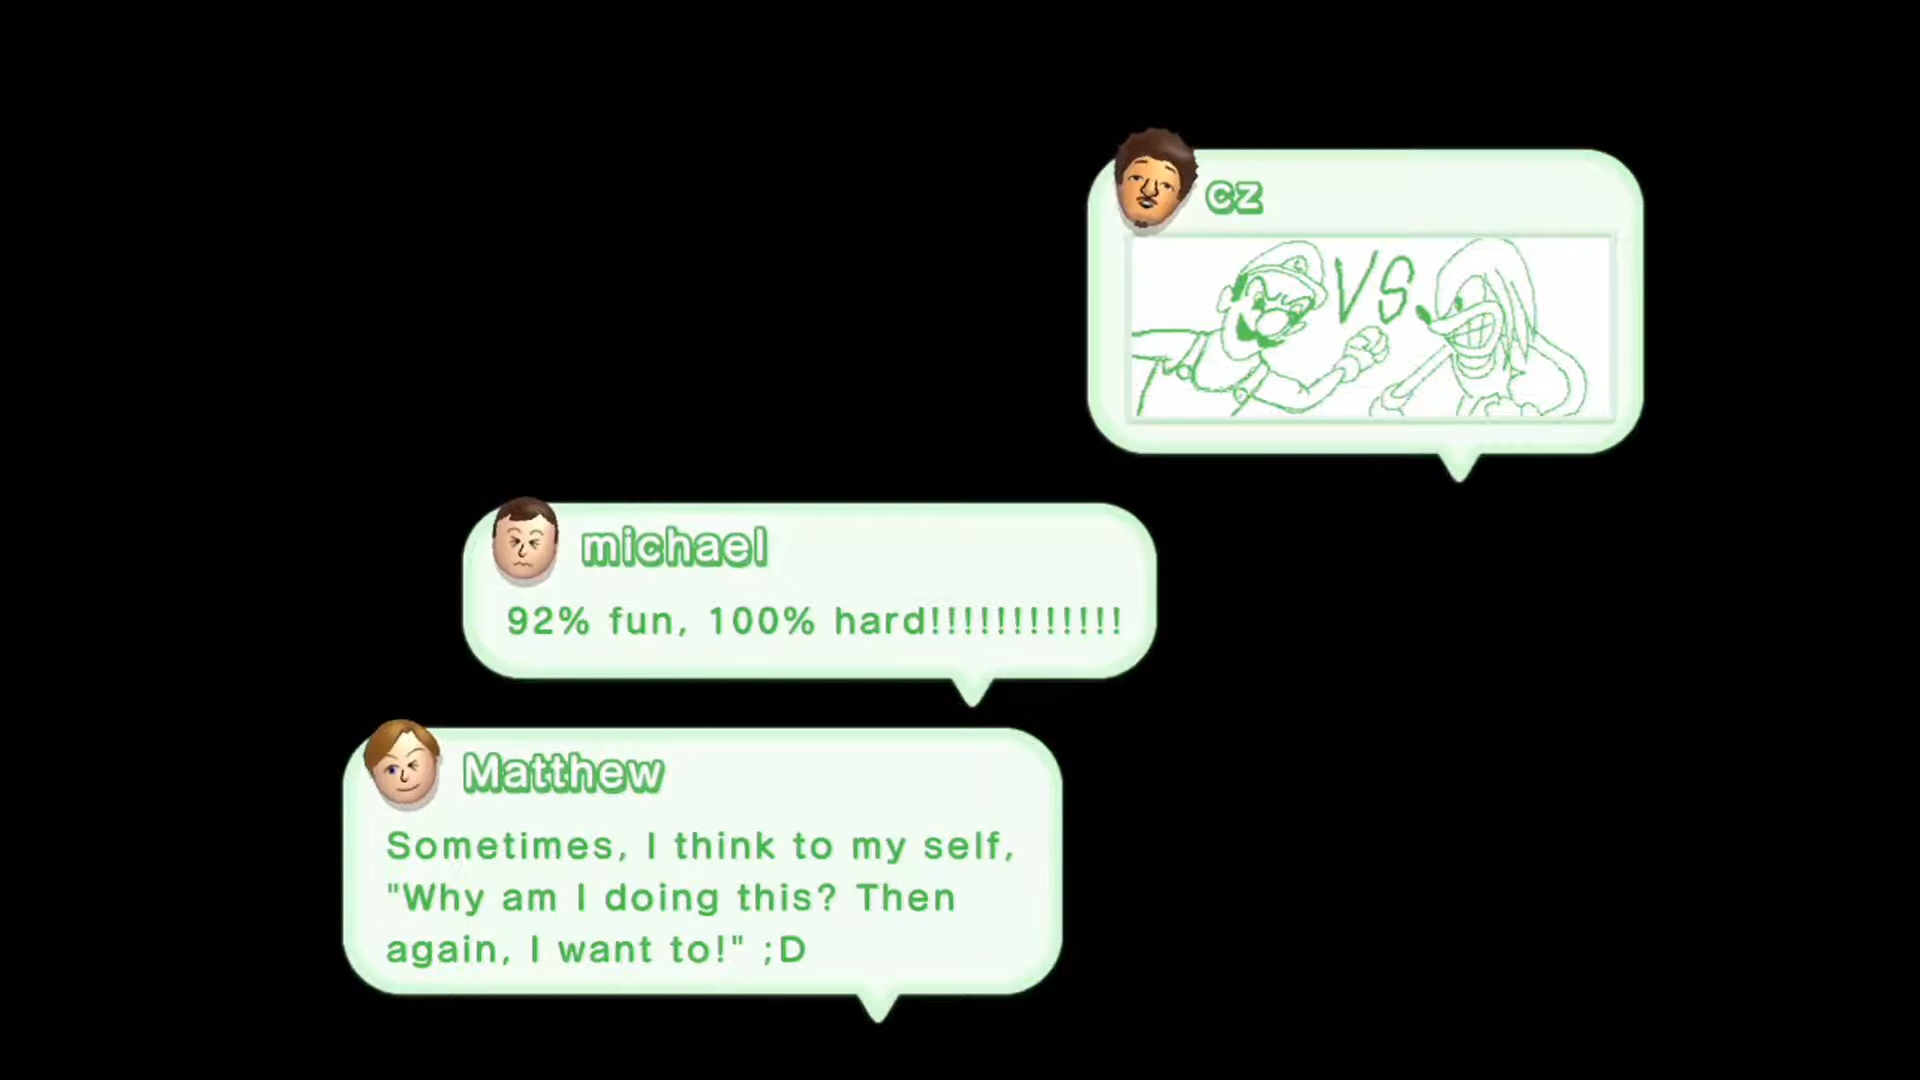 cz
VS.
michael
92% fun, 100% hard!!!!!!!!!!!!!
Matthew
Sometimes, I think to my self,
"Why am I doing this? Then
again, I want to!" ;D